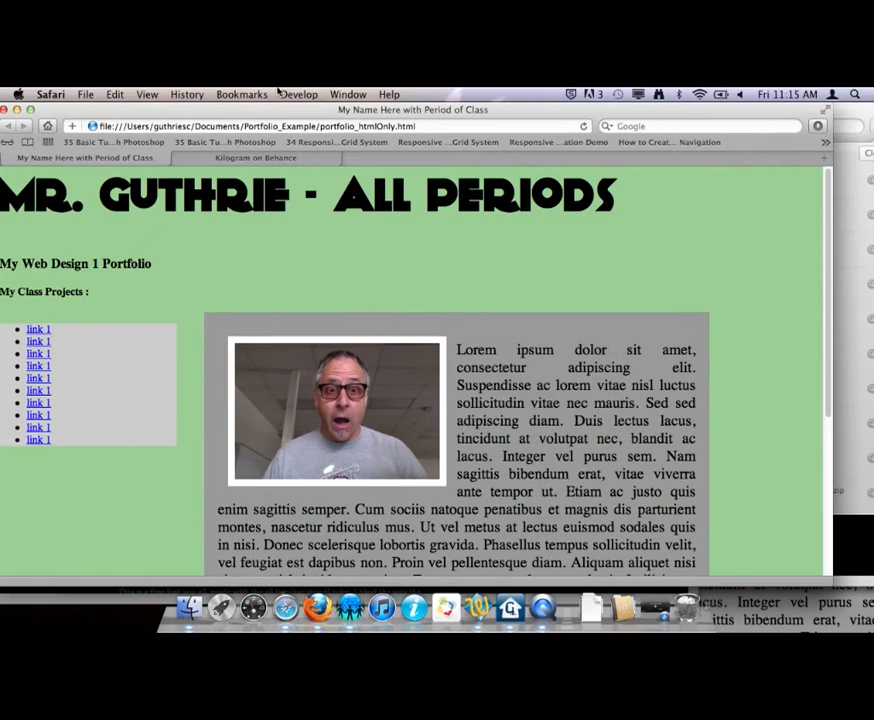 Safari File Edit View History Bookmarks Develop Window Help 3 Fri 11:15 AM
My Name Here with Period of Class
file:///Users/guthriesc/Documents/Portfolio_Example/portfolio_htmlOnly.html Google
35 Basic Tu...h Photoshop 35 Basic Tu...h Photoshop 34 Responsi...Grid System Responsive ...Grid System Responsive ...ation Demo How to Creat... Navigation
My Name Here with Period of Class Kilogram on Behance
MR. GUTHRIE - ALL PERIODS
My Web Design 1 Portfolio
My Class Projects :
link 1
link 1
link 1
link 1
link 1
link 1
link 1
link 1
link 1
link 1
Lorem ipsum dolor sit amet,
consectetur adipiscing elit.
Suspendisse ac lorem vitae nisl luctus
sollicitudin vitae nec mauris. Sed sed
adipiscing diam. Duis lectus lacus,
tincidunt at volutpat nec, blandit ac
lacus. Integer vel purus sem. Nam
sagittis bibendum erat, vitae viverra
ante tempor ut. Etiam ac justo quis
enim sagittis semper. Cum sociis natoque penatibus et magnis dis parturient
montes, nascetur ridiculus mus. Ut vel metus at lectus euismod sodales quis
in nisi. Donec scelerisque lobortis gravida. Phasellus tempus sollicitudin velit,
vel feugiat est dapibus non. Proin vel pellentesque diam. Aliquam aliquet nisi
zip
cus. Integer vel purus se
ittis bibendum erat, vita